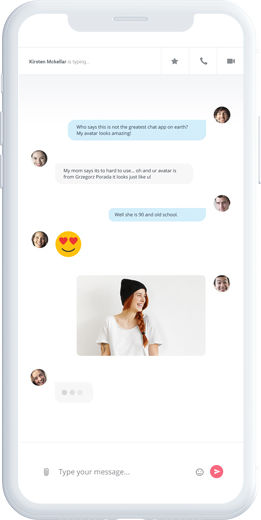 Kirsten Mckellar is typing...
Who says this is not the greatest chat app on earth?
My avatar looks amazing!
My mom says its to hard to use... oh and ur avatar is
from Grzegorz Porada it looks just like u!
Well she is 90 and old school.
Type your message...